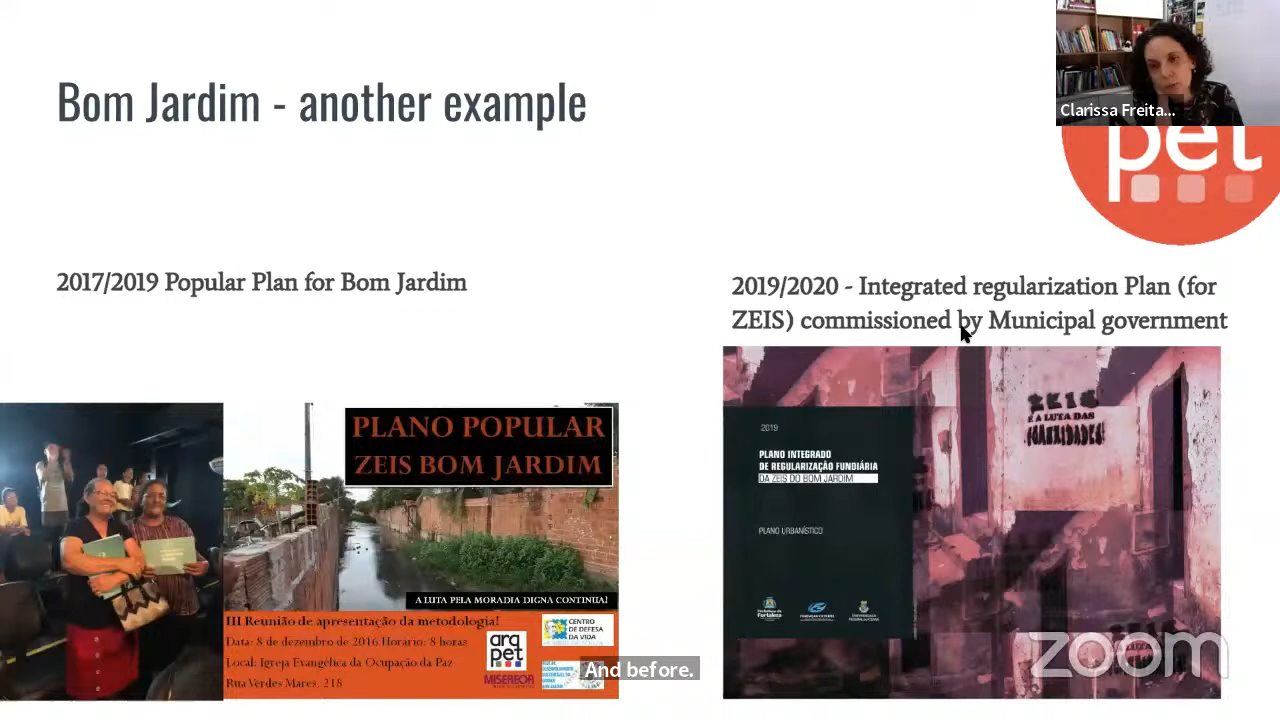 Bom Jardim - another example
Clarissa Freita...
pet
2017/2019 Popular Plan for Bom Jardim
2019/2020 - Integrated regularization Plan (for
ZEIS) commissioned by Municipal government
PLANO POPULAR
ZEIS BOM JARDIM
A LUTA PELA MORADIA DIGNA CONTINUA!
III Reunião de apresentação da metodologia!
Data: 8 de dezembro de 2016 Horário: 8 horas
Local: Igreja Evangélica da Ocupação da Paz
Rua Verdes Mares, 218
arq
pet
MISEREOR
CENTRO
DE DEFESA
DA VIDA
And before.
ZEIS
É A LUTA DAS
COMUNIDADES
2019
PLANO INTEGRADO
DE REGULARIZAÇÃO FUNDIÁRIA
DA ZEIS DO BOM JARDIM
PLANO URBANÍSTICO
Prefeitura de
Fortaleza
zoom